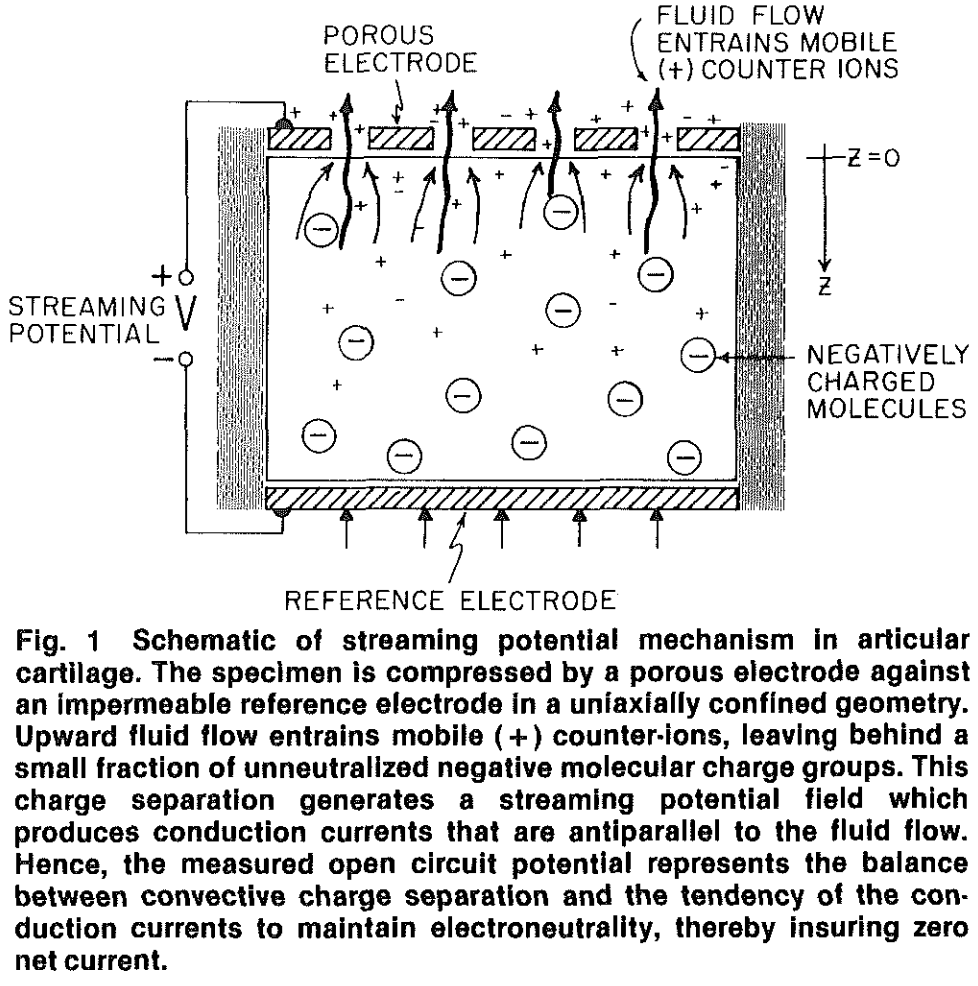 FLUID FLOW
ENTRAINS MOBILE
(+) COUNTER IONS
POROUS
ELECTRODE
Z=0
Z
+
STREAMING V
POTENTIAL
−
NEGATIVELY
CHARGED
MOLECULES
REFERENCE ELECTRODE
Fig. 1 Schematic of streaming potential mechanism in articular
cartilage. The specimen is compressed by a porous electrode against
an impermeable reference electrode in a uniaxially confined geometry.
Upward fluid flow entrains mobile (+) counter-ions, leaving behind a
small fraction of unneutralized negative molecular charge groups. This
charge separation generates a streaming potential field which
produces conduction currents that are antiparallel to the fluid flow.
Hence, the measured open circuit potential represents the balance
between convective charge separation and the tendency of the con-
duction currents to maintain electroneutrality, thereby insuring zero
net current.